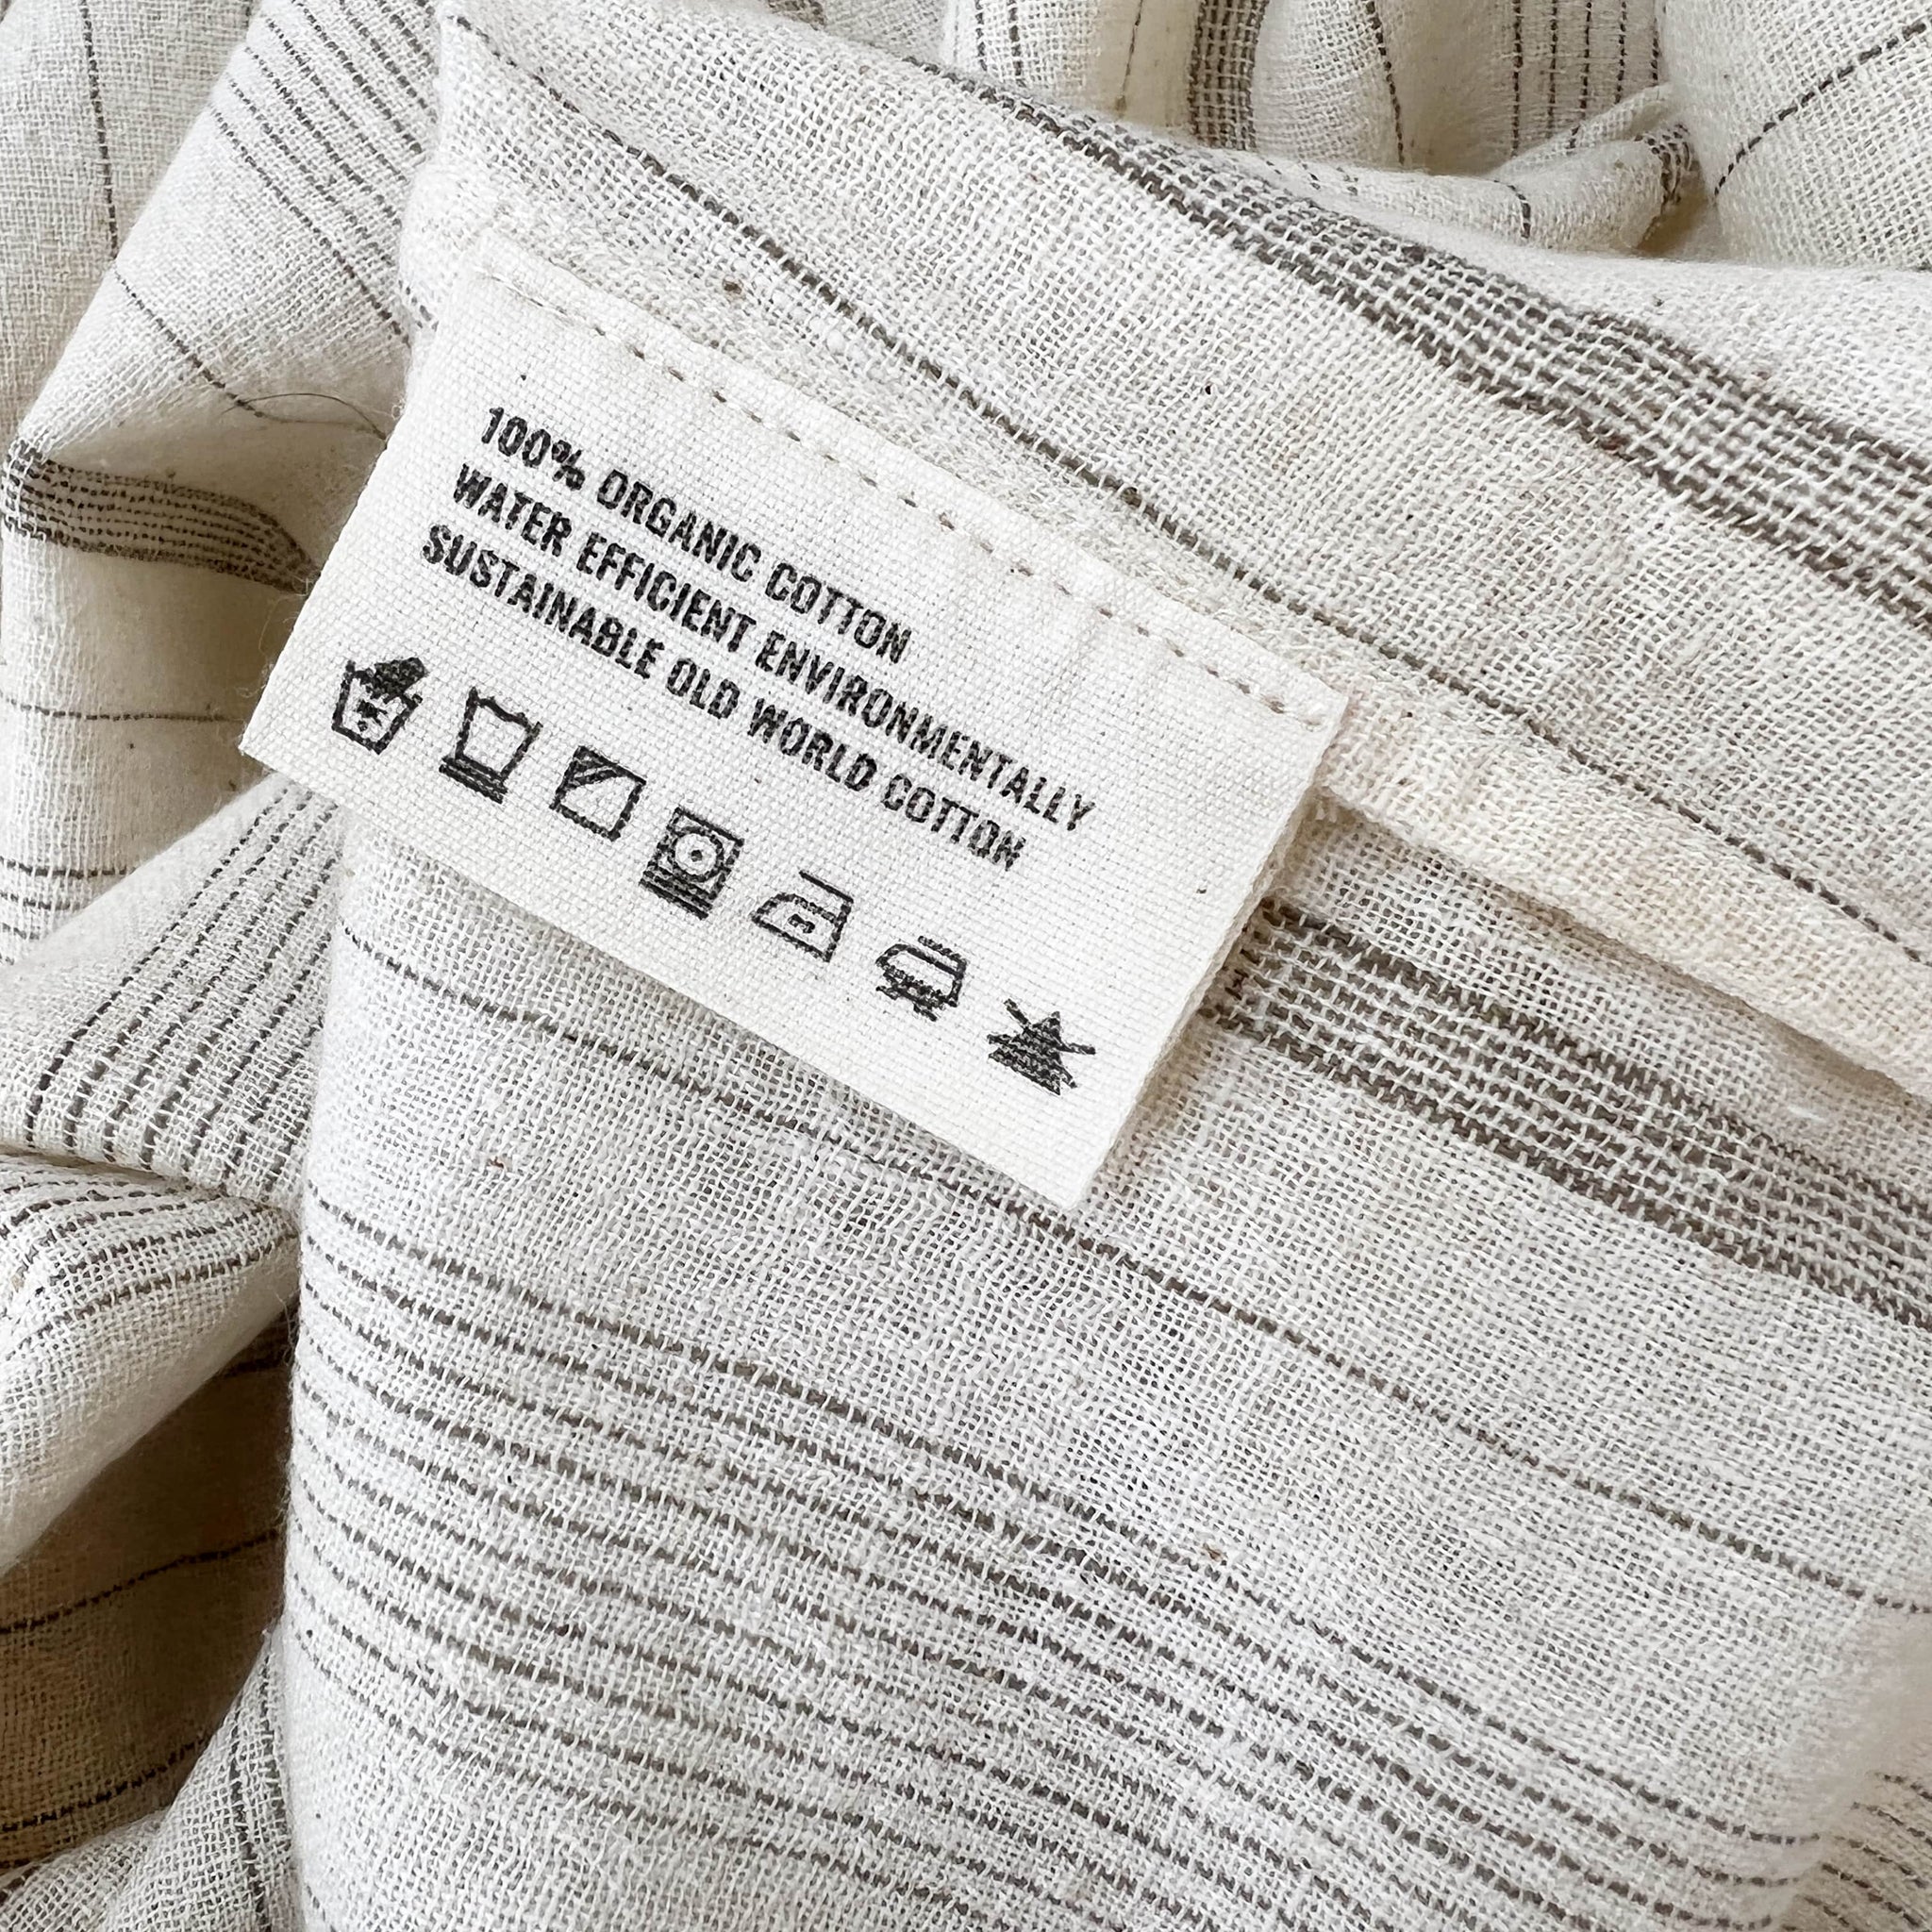 100% ORGANIC COTTON
WATER EFFICIENT ENVIRONMENTALLY
SUSTAINABLE OLD WORLD COTTON